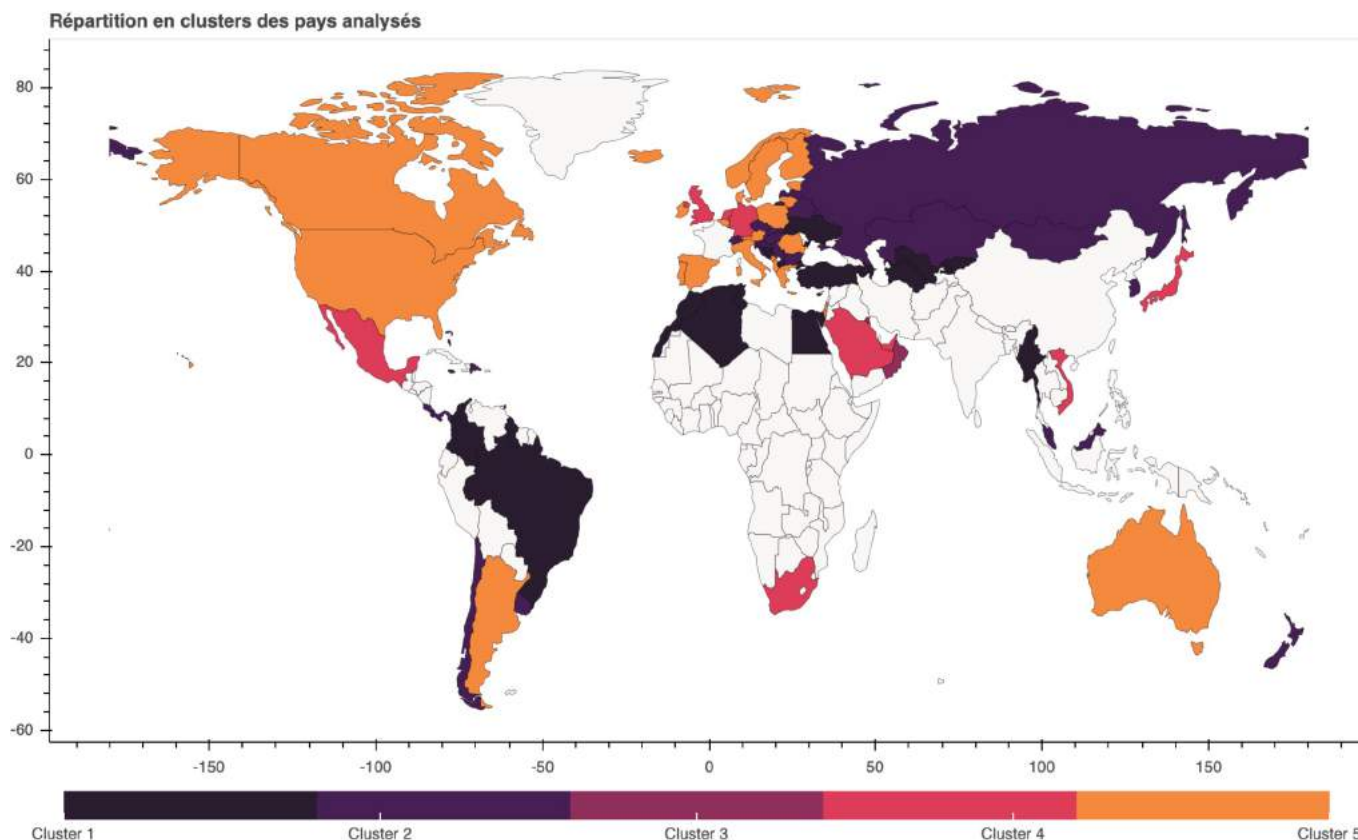 Répartition en clusters des pays analysés
80
60
40
20
0
-20
-40
-60
-150 -100 -50 0 50 100 150
Cluster 1 Cluster 2 Cluster 3 Cluster 4 Cluster 5